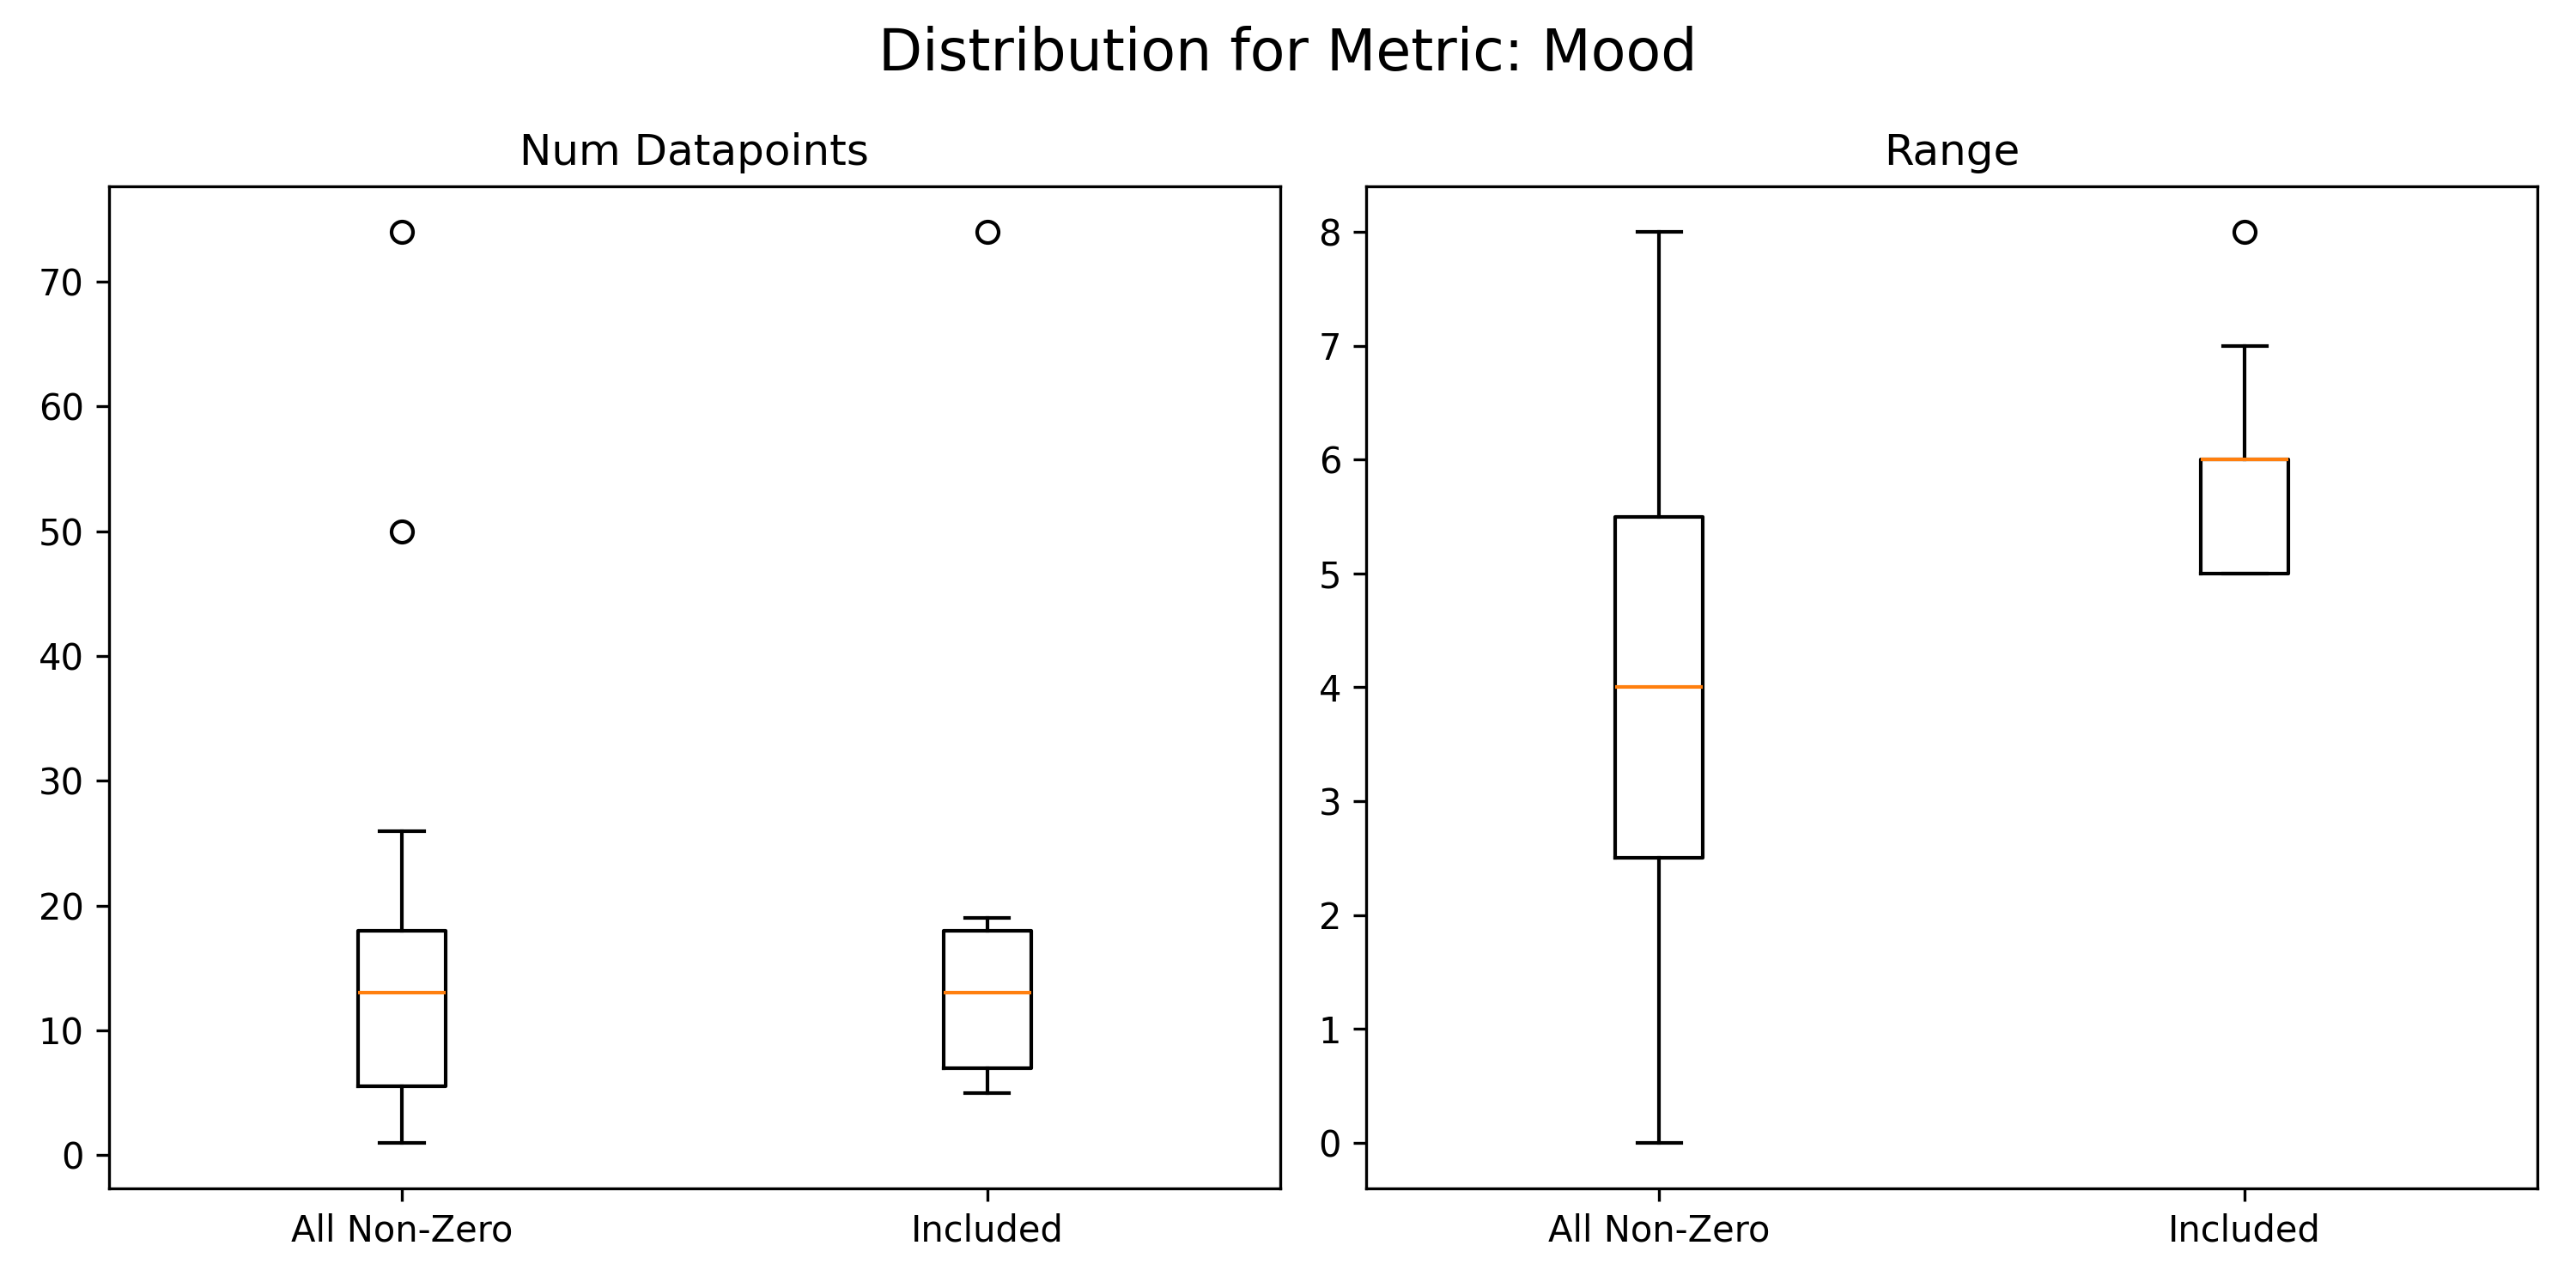 Distribution for Metric: Mood
Num Datapoints
70
60
50
40
30
20
10
0
All Non-Zero
Included
Range
8
7
6
5
4
3
2
1
0
All Non-Zero
Included